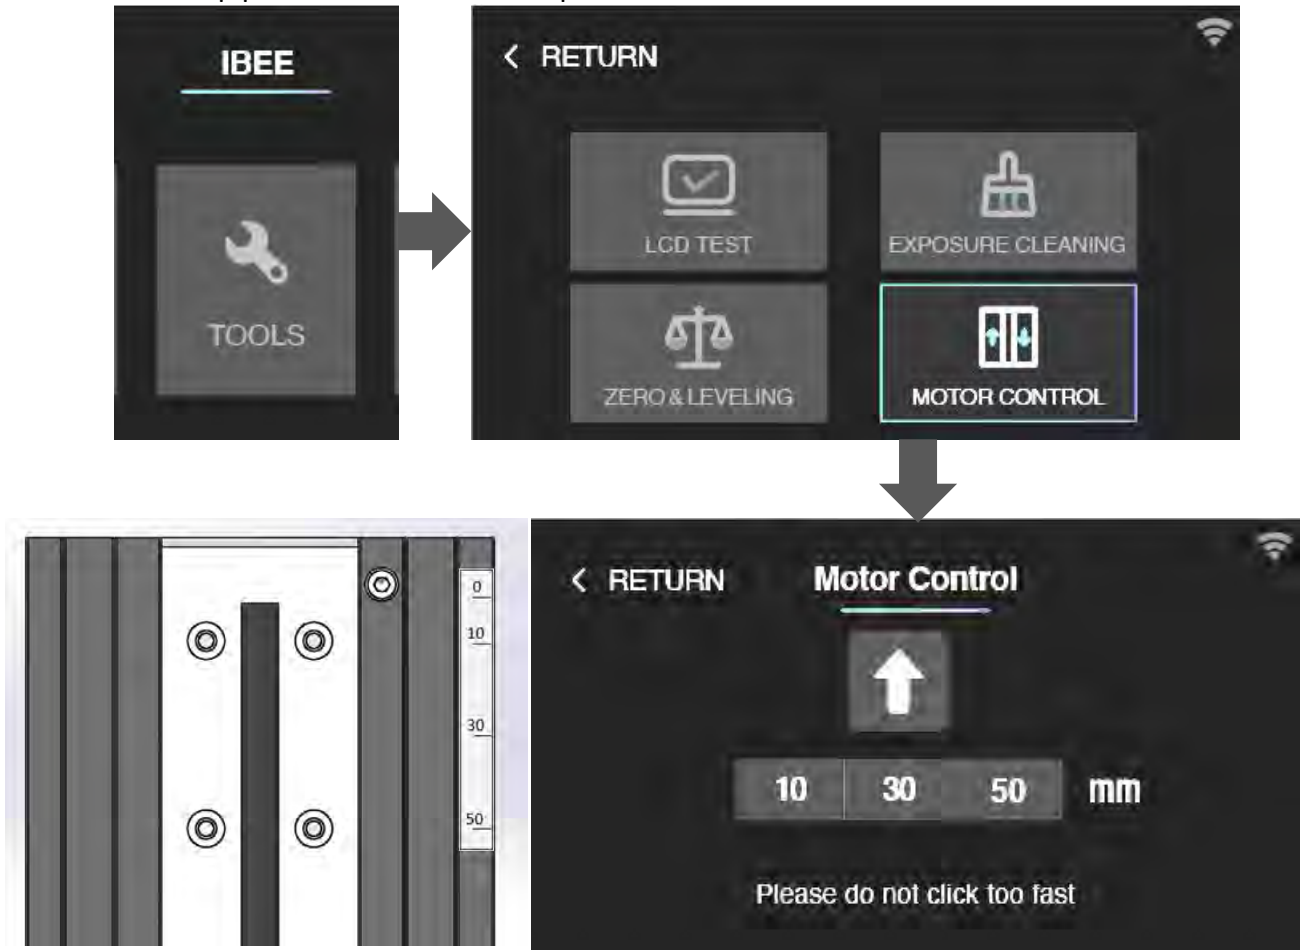 IBEE
TOOLS
< RETURN
LCD TEST
EXPOSURE CLEANING
ZERO & LEVELING
MOTOR CONTROL
0
10
30
50
< RETURN
Motor Control
10 30 50 mm
Please do not click too fast